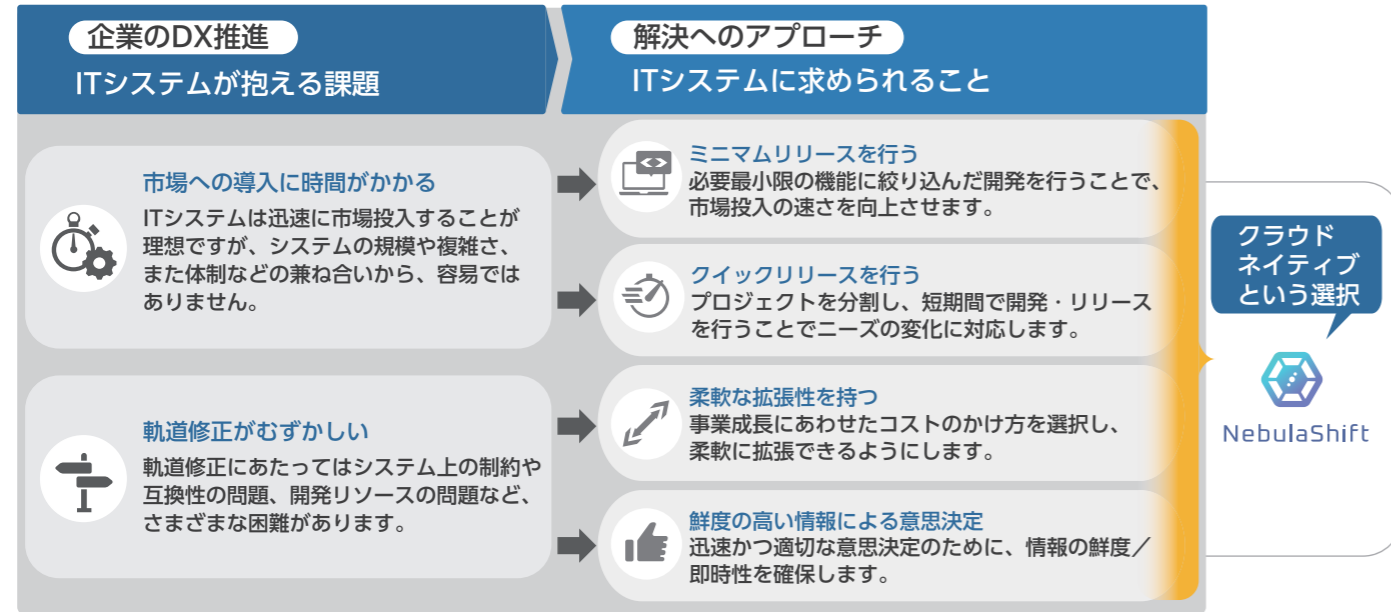 企業のDX推進
ITシステムが抱える課題
解決へのアプローチ
ITシステムに求められること
市場への導入に時間がかかる
ITシステムは迅速に市場投入することが
理想ですが、システムの規模や複雑さ、
また体制などの兼ね合いから、容易では
ありません。
軌道修正がむずかしい
軌道修正にあたってはシステム上の制約や
互換性の問題、開発リソースの問題など、
さまざまな困難があります。
ミニマムリリースを行う
必要最小限の機能に絞り込んだ開発を行うことで、
市場投入の速さを向上させます。
クイックリリースを行う
プロジェクトを分割し、短期間で開発・リリース
を行うことでニーズの変化に対応します。
柔軟な拡張性を持つ
事業成長にあわせたコストのかけ方を選択し、
柔軟に拡張できるようにします。
鮮度の高い情報による意思決定
迅速かつ適切な意思決定のために、情報の鮮度／
即時性を確保します。
クラウド
ネイティブ
という選択
NebulaShift